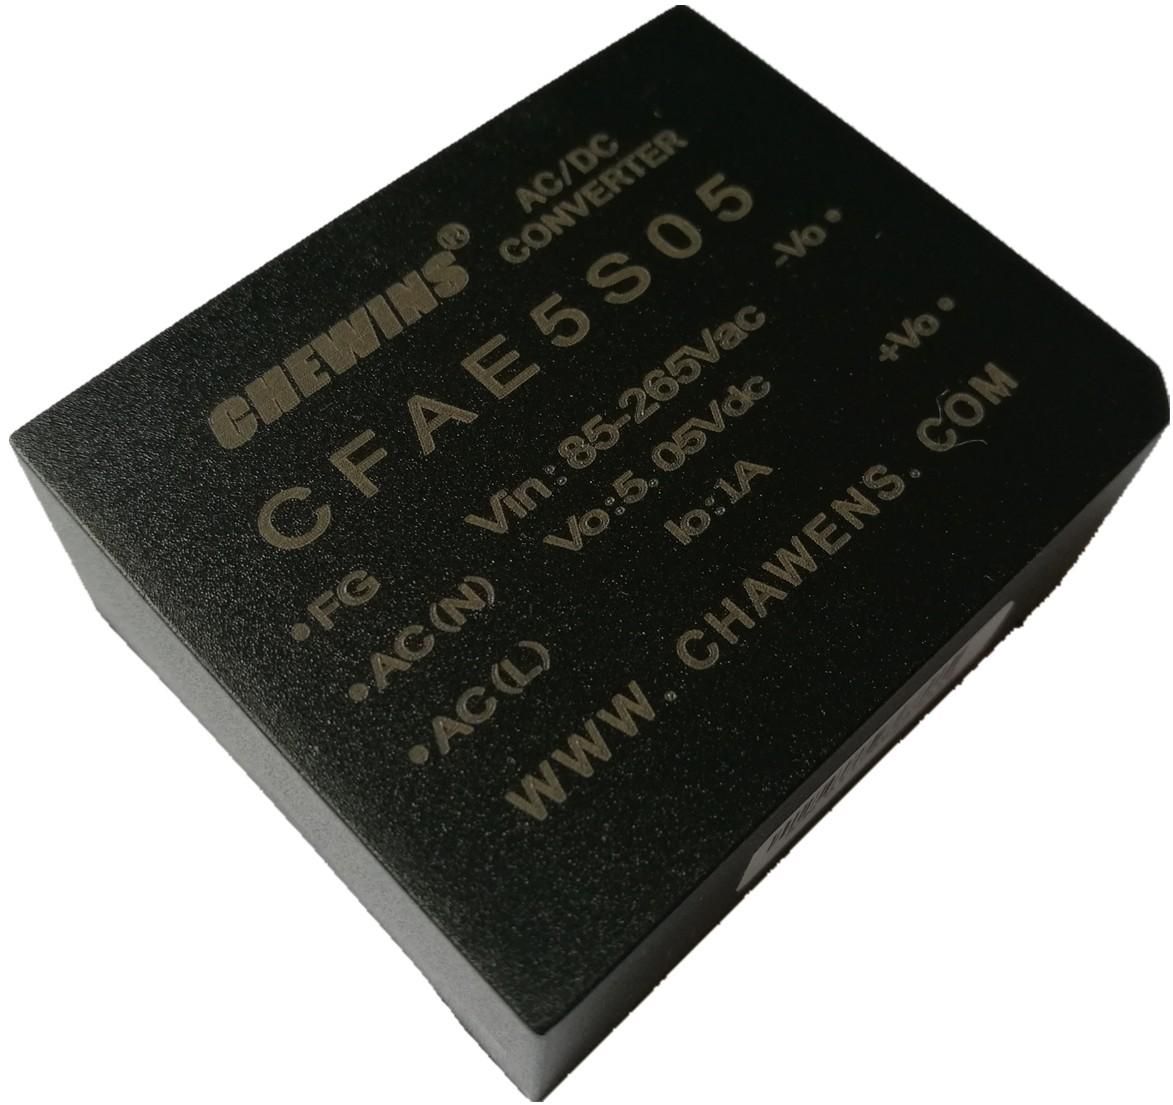 CHEWINS®
AC/DC
CONVERTER
CFAE5S05
-Vo
Vin:85-265Vac
+Vo
Vo:5.05Vdc
Io:1A
FG
AC(N)
AC(L)
WWW.CHAWENS.COM